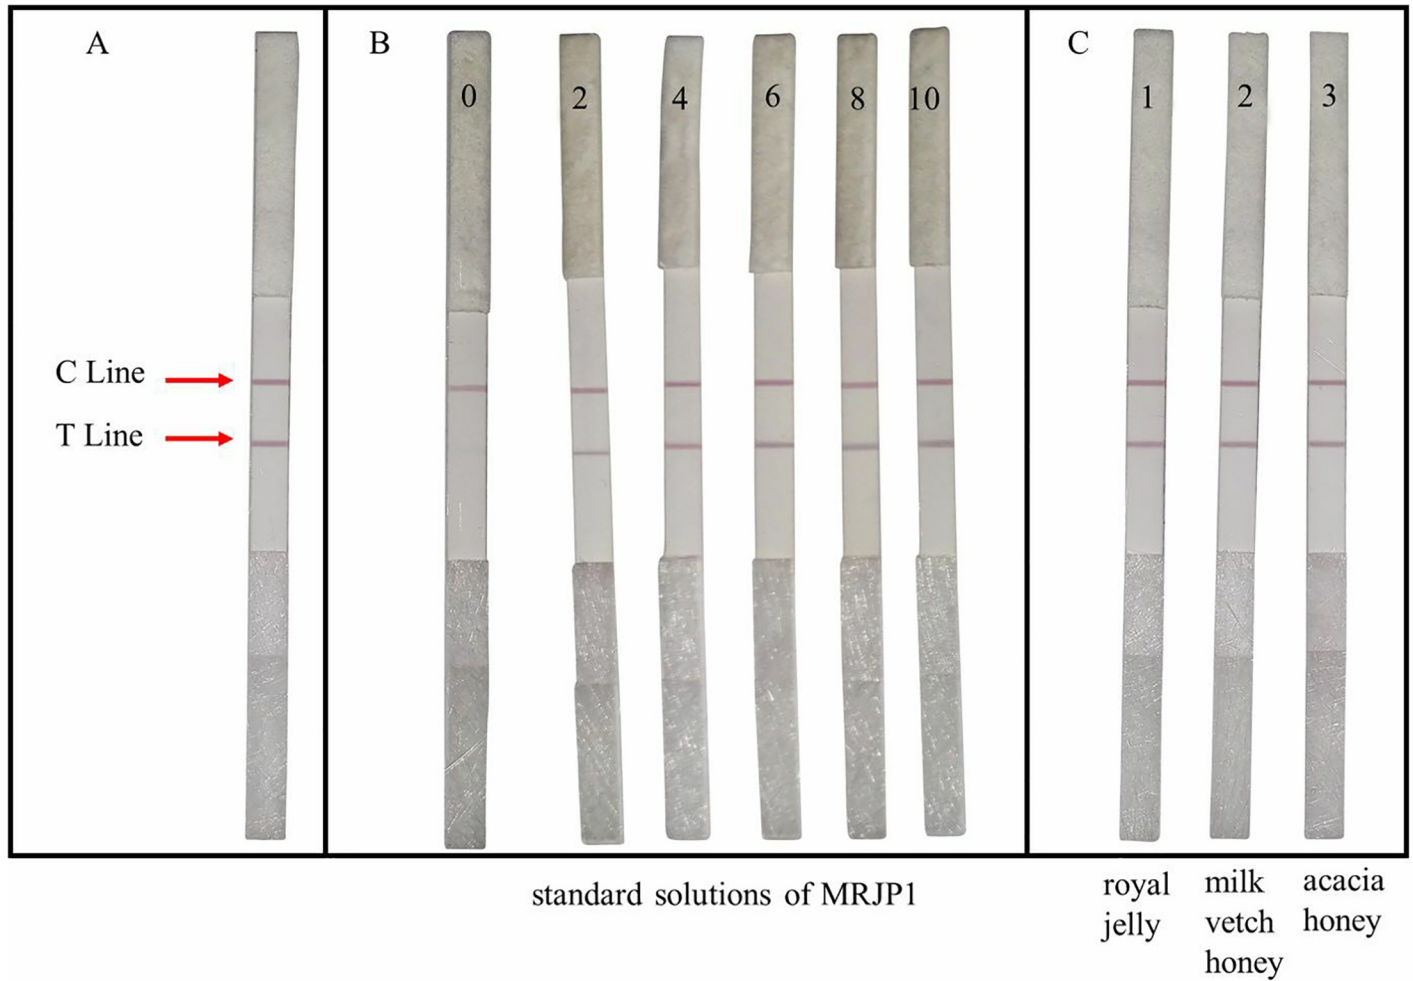 A
B
C
0
2
4
6
8
10
1
2
3
C Line
T Line
standard solutions of MRJP1
royal
jelly
milk
vetch
honey
acacia
honey